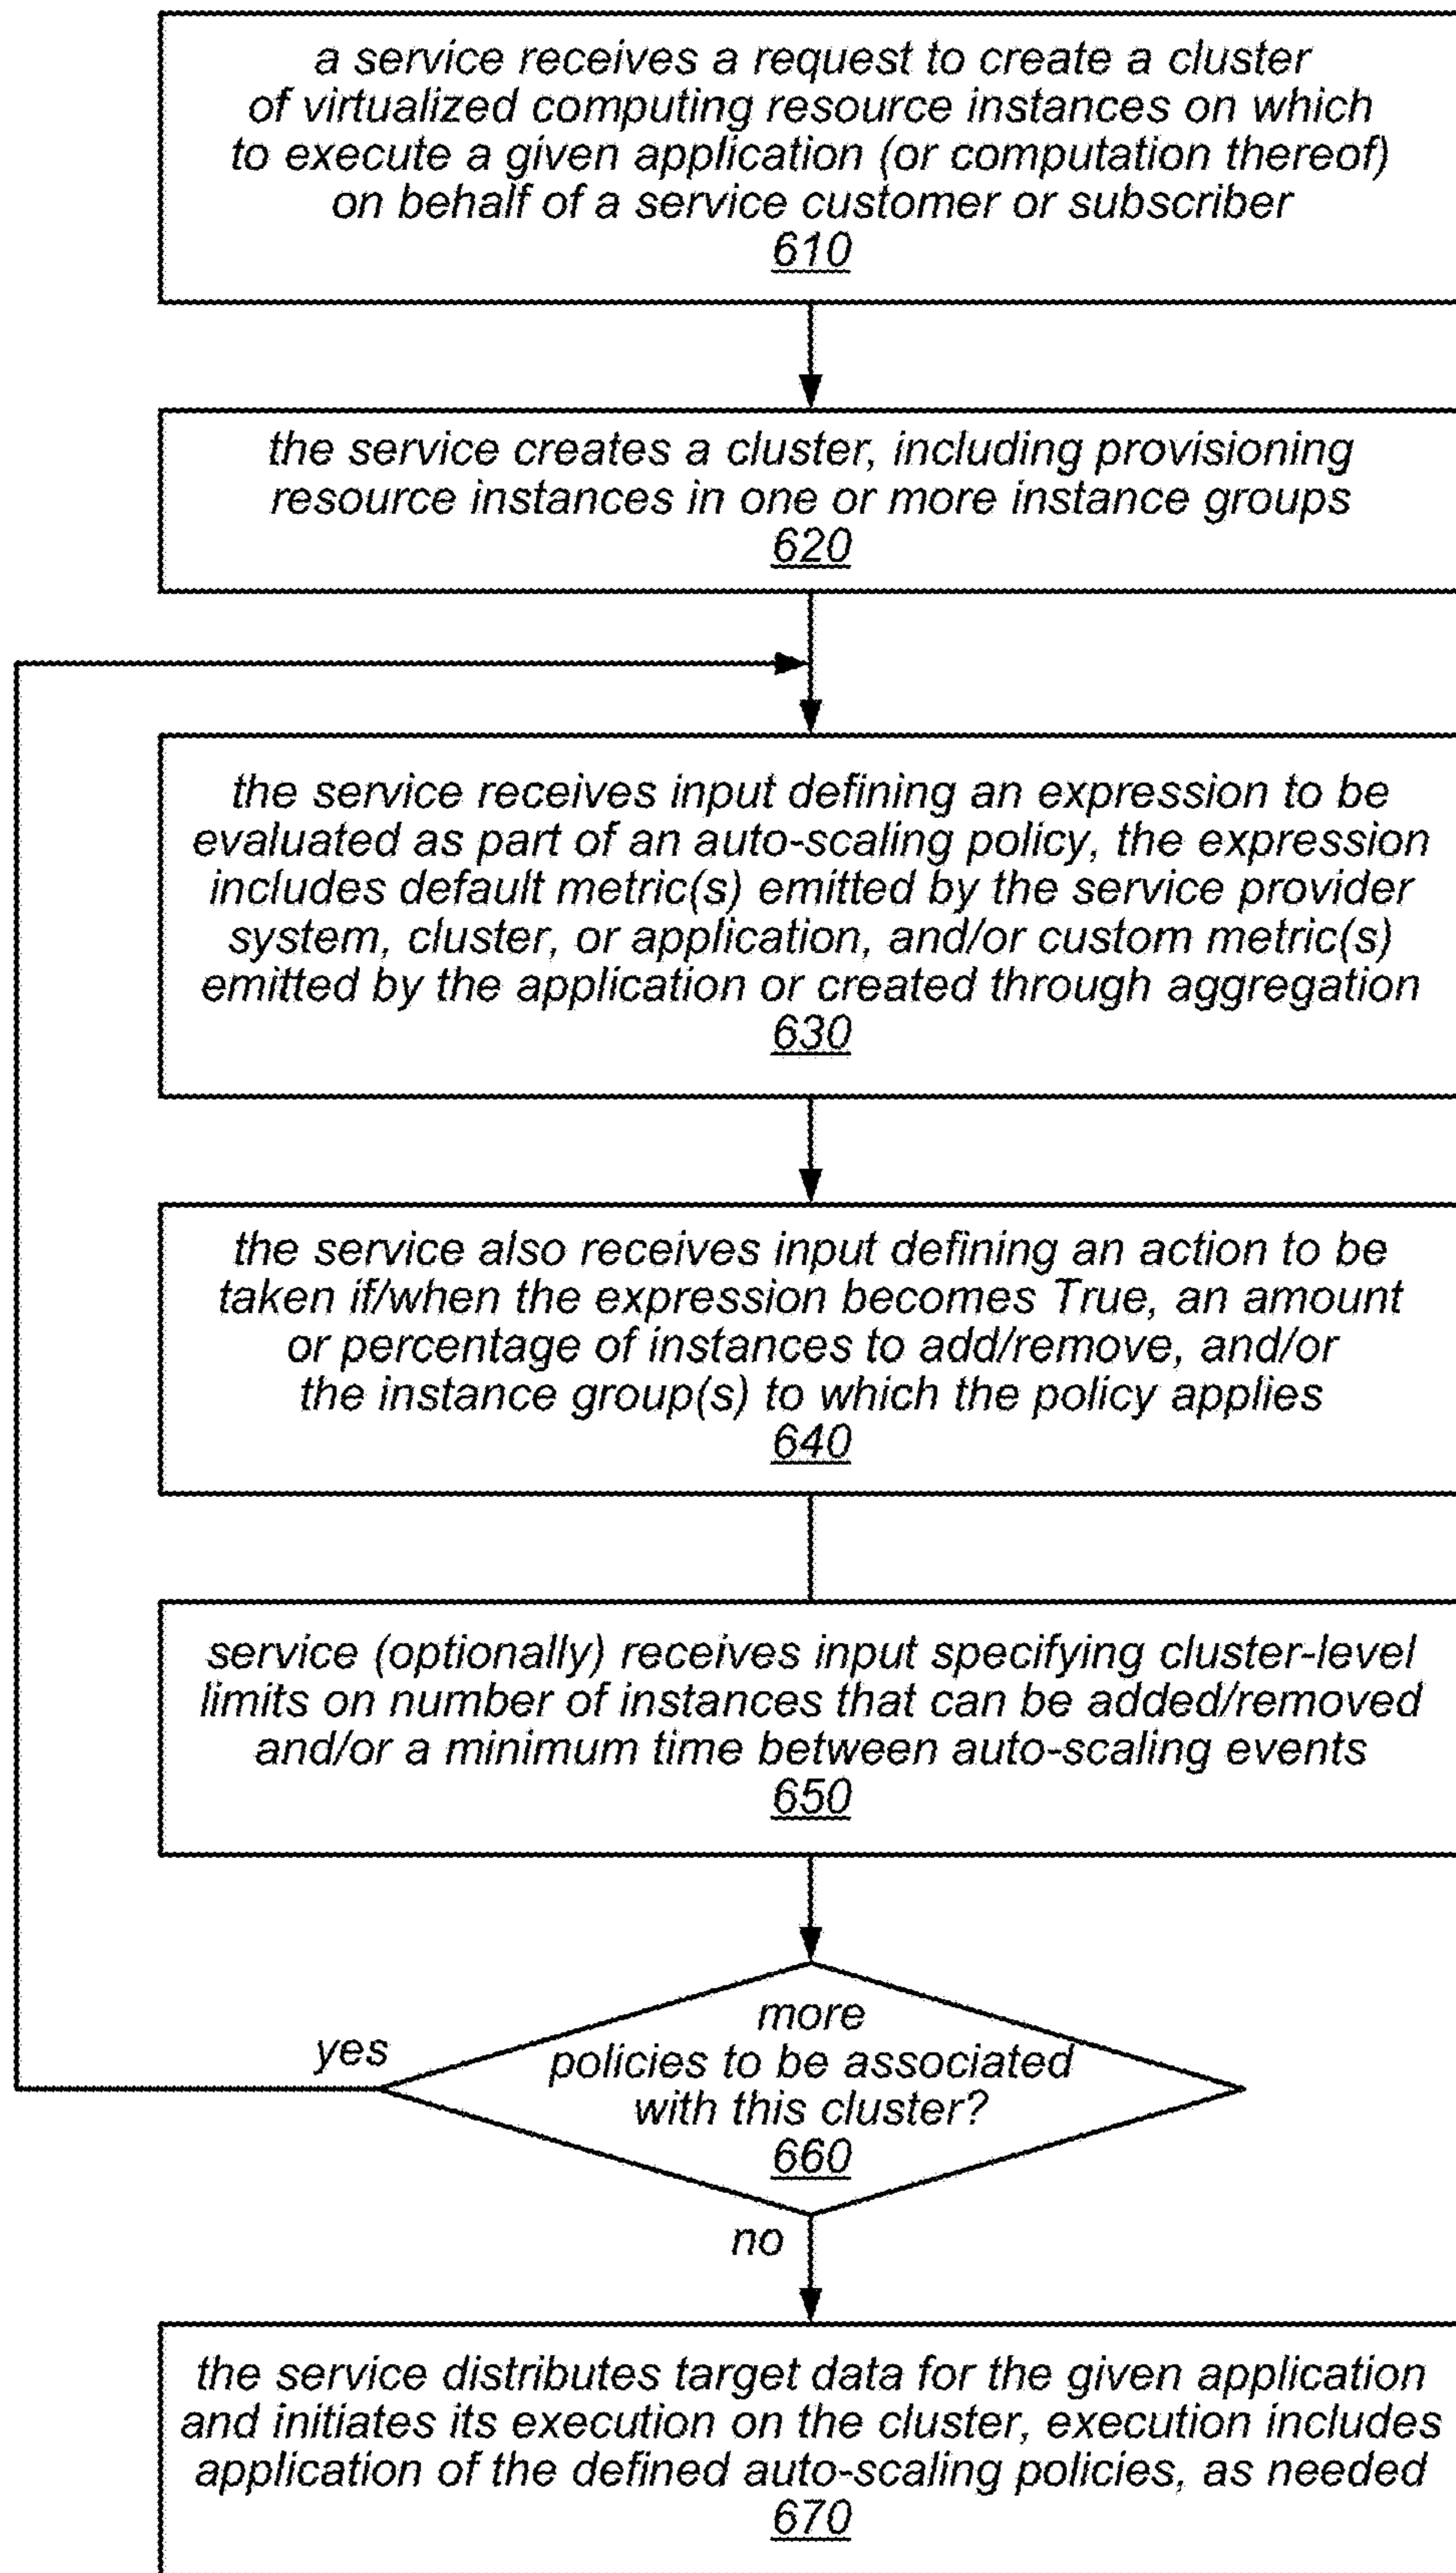 a service receives a request to create a cluster
of virtualized computing resource instances on which
to execute a given application (or computation thereof)
on behalf of a service customer or subscriber
610
the service creates a cluster, including provisioning
resource instances in one or more instance groups
620
the service receives input defining an expression to be
evaluated as part of an auto-scaling policy, the expression
includes default metric(s) emitted by the service provider
system, cluster, or application, and/or custom metric(s)
emitted by the application or created through aggregation
630
the service also receives input defining an action to be
taken if/when the expression becomes True, an amount
or percentage of instances to add/remove, and/or
the instance group(s) to which the policy applies
640
service (optionally) receives input specifying cluster-level
limits on number of instances that can be added/removed
and/or a minimum time between auto-scaling events
650
more
policies to be associated
with this cluster?
660
yes
no
the service distributes target data for the given application
and initiates its execution on the cluster, execution includes
application of the defined auto-scaling policies, as needed
670